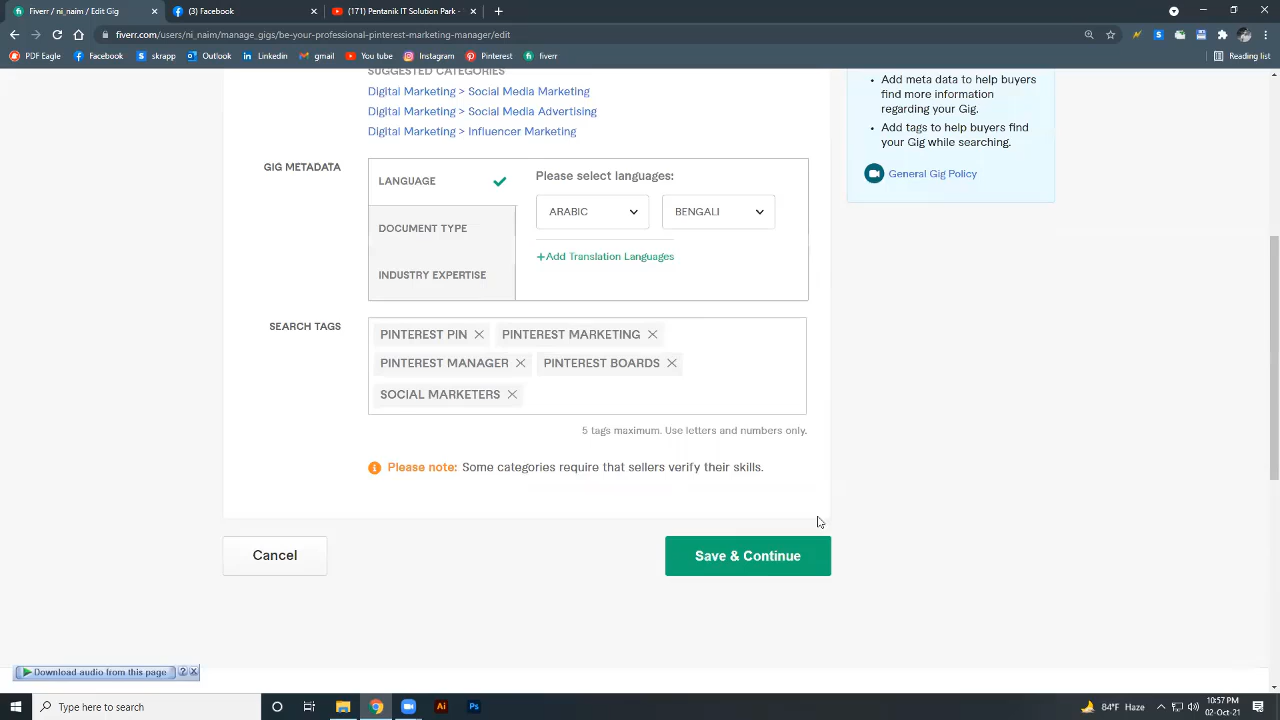 Fiverr / ni_nadim / Edit Gig
(3) Facebook
(171) Soft School Kustion Park -
fiverr.com/users/ni_nadim/manage_gigs/be-your-professional-pinterest-marketing-manager/edit
PDF Eagle
Facebook
skrapp
Outlook
Linkedin
gmail
You Tube
Instagram
Pinterest
fiverr
Reading list
SUGGESTED CATEGORIES
Digital Marketing > Social Media Marketing
Digital Marketing > Social Media Advertising
Digital Marketing > Influencer Marketing
• Add meta data to help buyers
find more information
regarding your Gig.
• Add tags to help buyers find
your Gig while searching.
General Gig Policy
GIG METADATA
LANGUAGE
DOCUMENT TYPE
INDUSTRY EXPERTISE
Please select languages:
ARABIC
BENGALI
+Add Translation Languages
SEARCH TAGS
PINTEREST PIN
PINTEREST MARKETING
PINTEREST MANAGER
PINTEREST BOARDS
SOCIAL MARKETERS
5 tags maximum. Use letters and numbers only.
Please note: Some categories require that sellers verify their skills.
Cancel
Save & Continue
Download audio from this page
? X
Type here to search
Ai
Ps
84°F Haze
10:57 PM
02-Oct-21